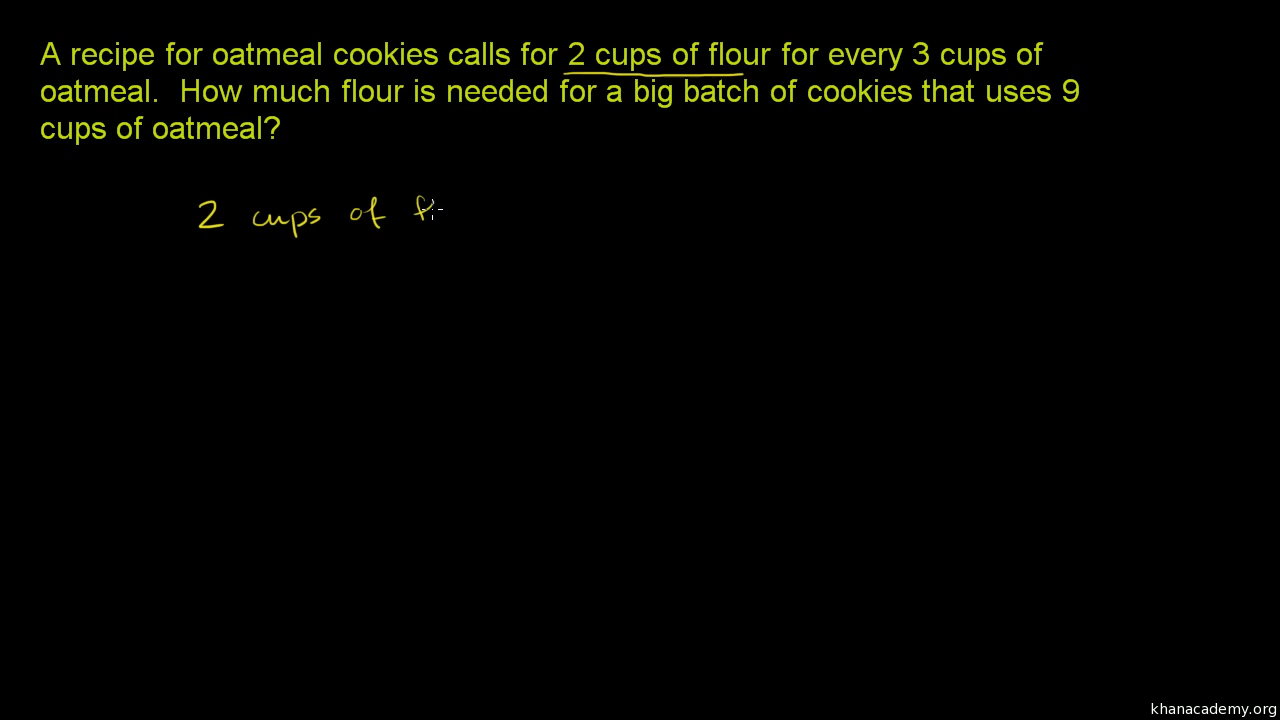 A recipe for oatmeal cookies calls for 2 cups of flour for every 3 cups of
oatmeal.  How much flour is needed for a big batch of cookies that uses 9
cups of oatmeal?
2 cups of f
khanacademy.org